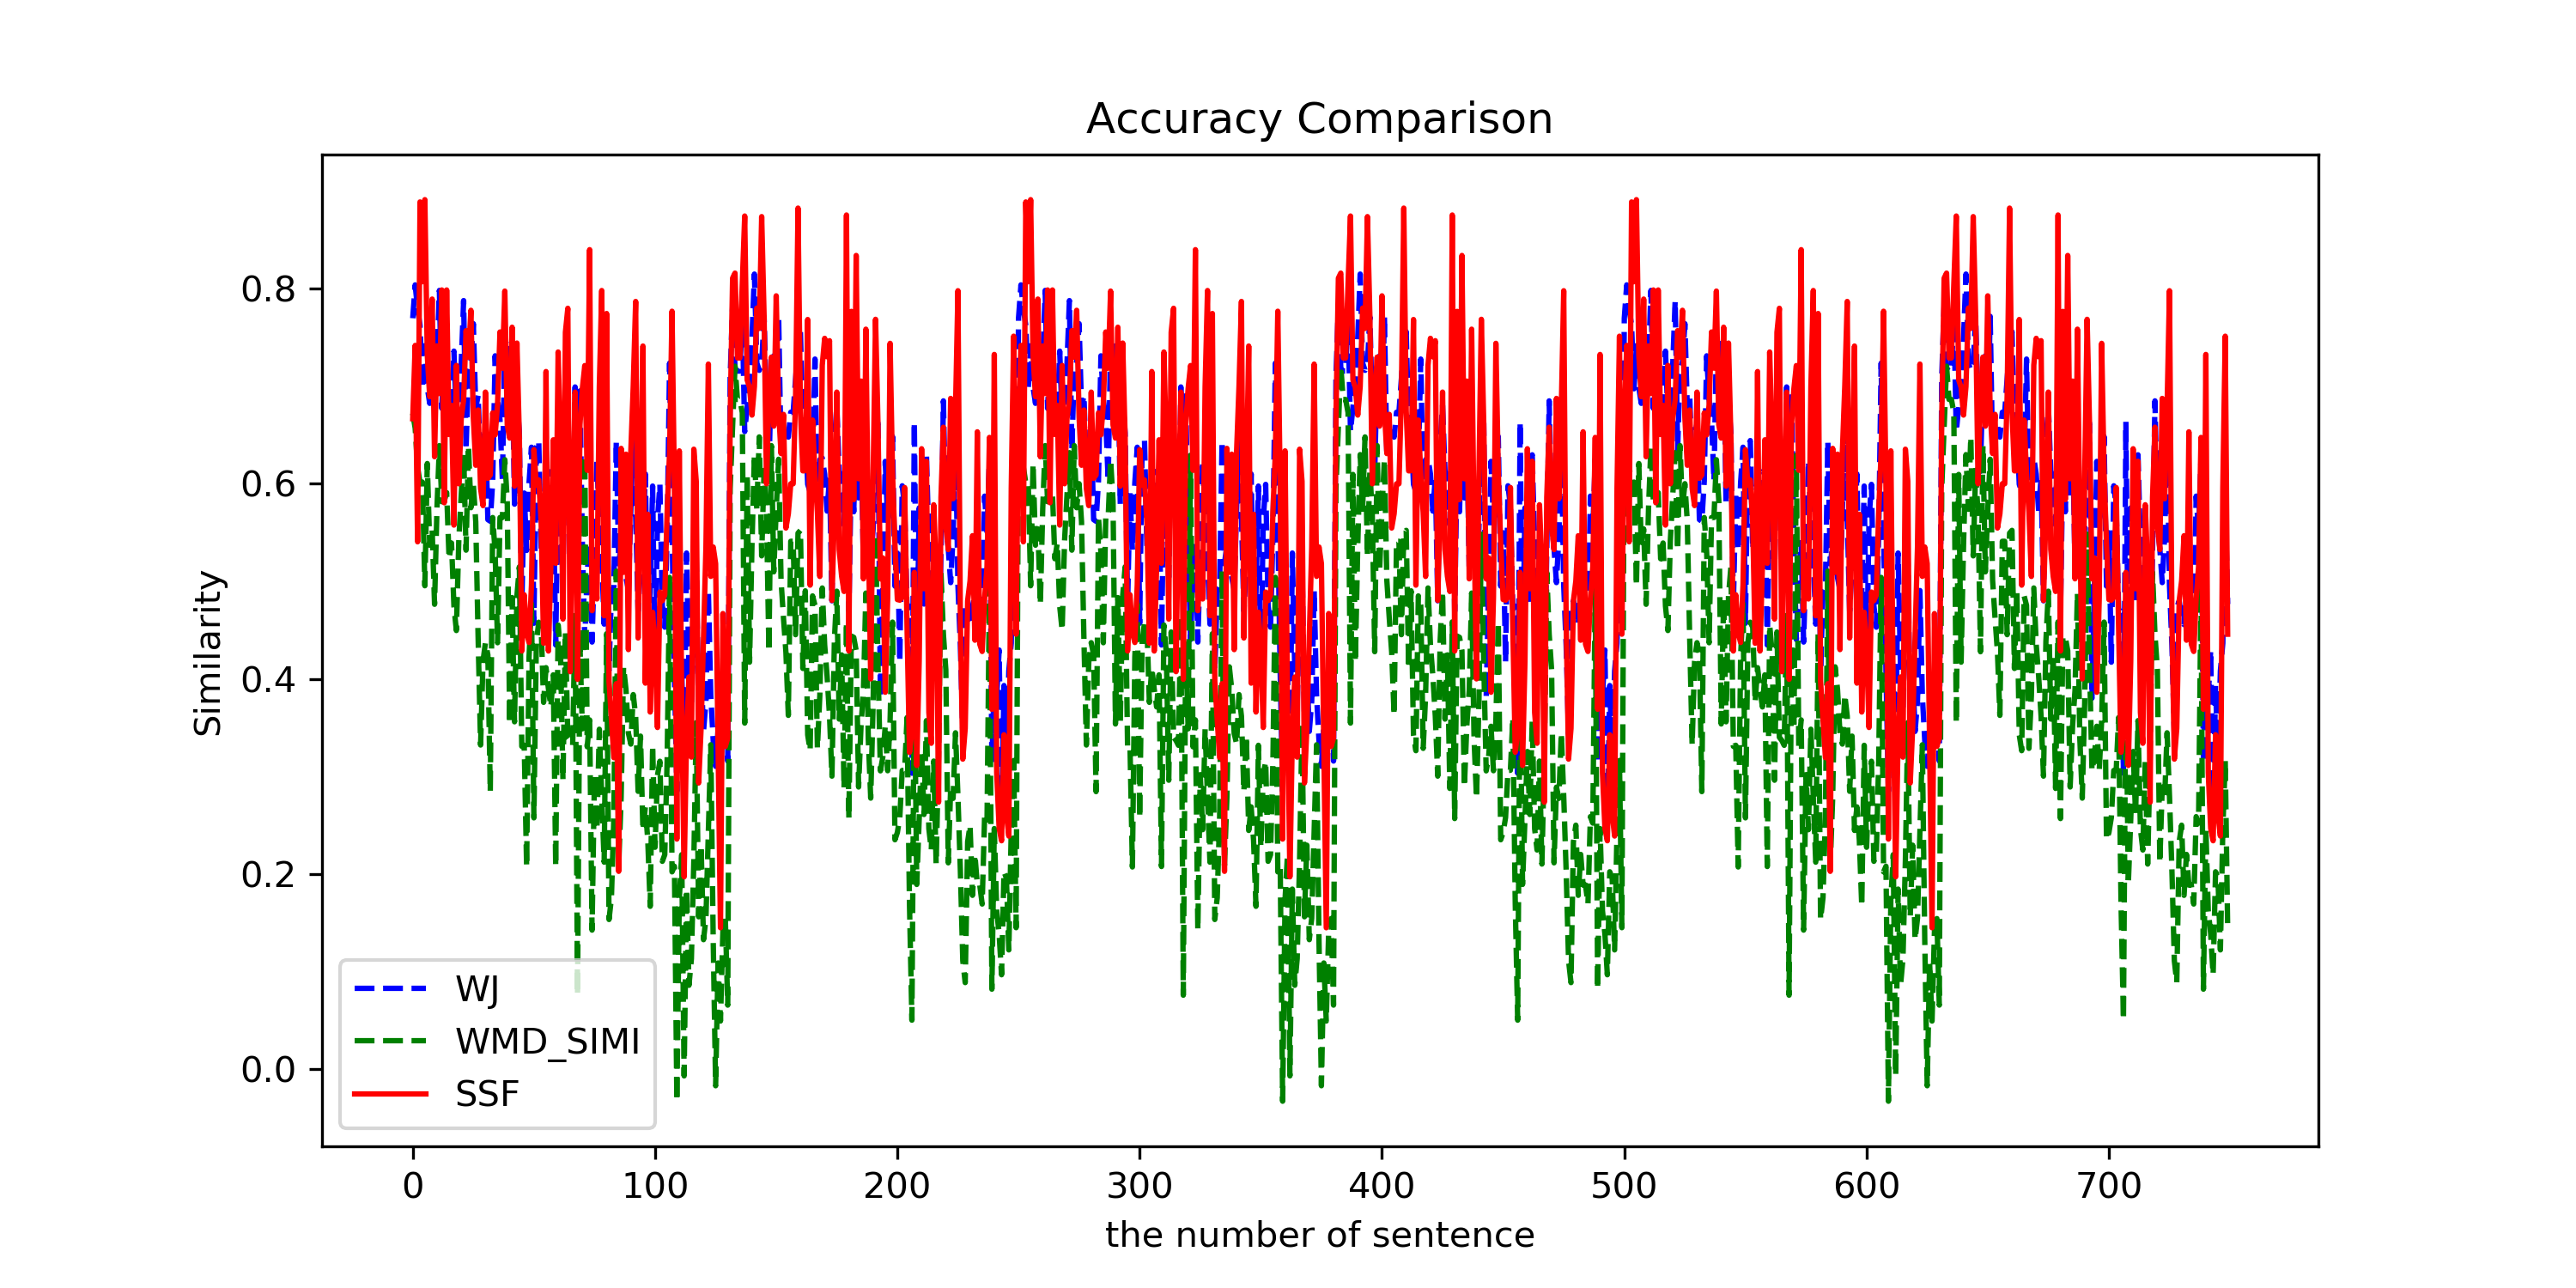 Accuracy Comparison
Similarity
0.8
0.6
0.4
0.2
0.0
WJ
WMD_SIMI
SSF
0 100 200 300 400 500 600 700
the number of sentence